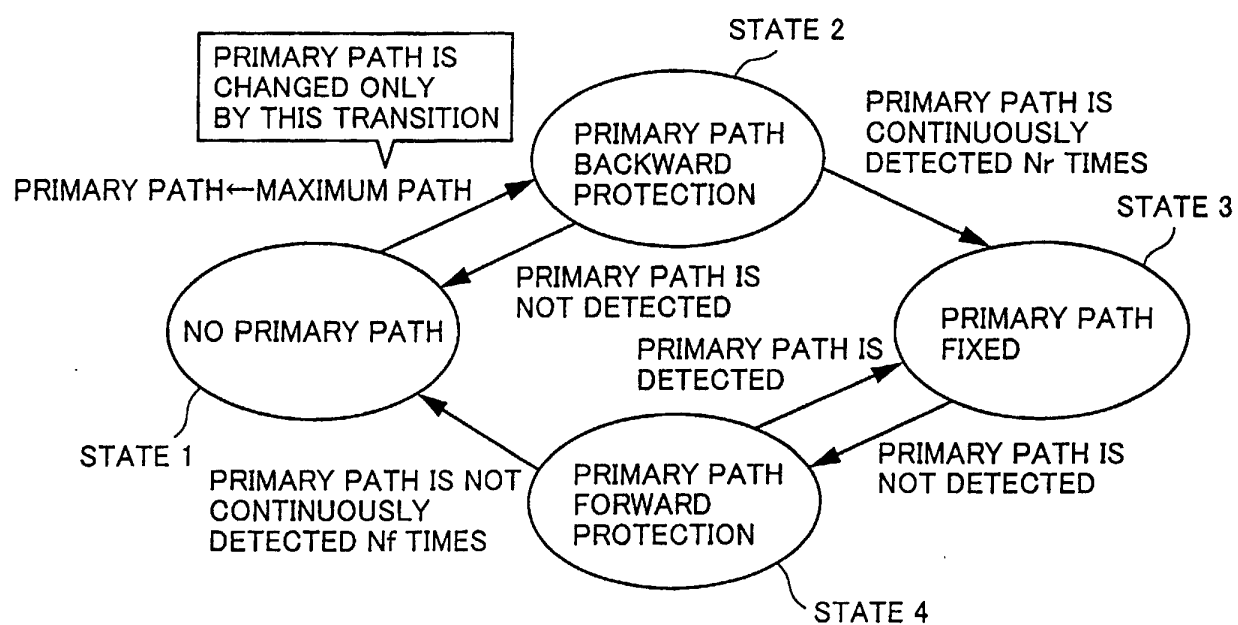 STATE 2
PRIMARY PATH IS
CHANGED ONLY
BY THIS TRANSITION
PRIMARY PATH←MAXIMUM PATH
PRIMARY PATH
BACKWARD
PROTECTION
PRIMARY PATH IS
CONTINUOUSLY
DETECTED Nr TIMES
STATE 3
PRIMARY PATH IS
NOT DETECTED
NO PRIMARY PATH
PRIMARY PATH
FIXED
PRIMARY PATH IS
DETECTED
STATE 1
PRIMARY PATH IS NOT
CONTINUOUSLY
DETECTED Nf TIMES
PRIMARY PATH
FORWARD
PROTECTION
PRIMARY PATH IS
NOT DETECTED
STATE 4